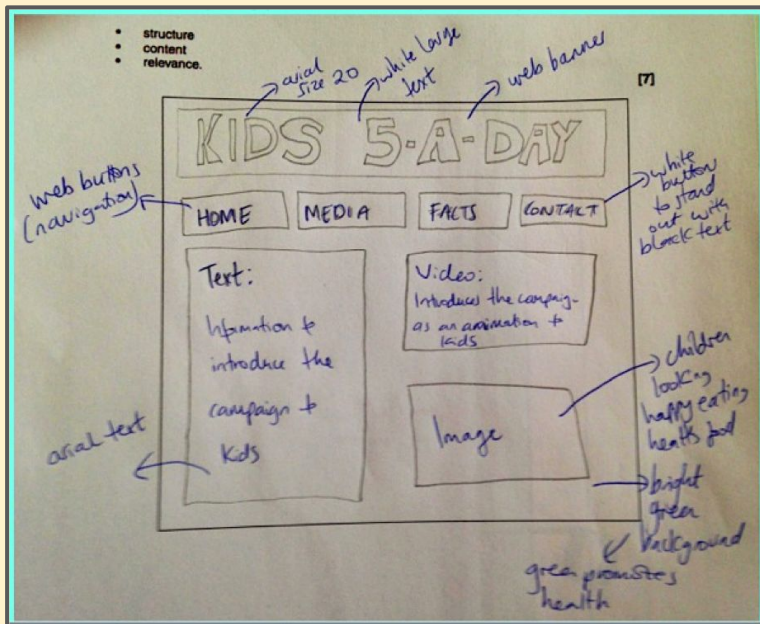 • structure
• content
• relevance.
[7]
arial
size 20
white large
text
web banner
KIDS 5-A-DAY
web buttons
(navigation)
HOME
MEDIA
FACTS
CONTACT
white
button
to stand
out with
black text
Text:
Information to
introduce the
campaign to
kids
arial text
Video:
Introduces the campaig-
as an animation to
kids
Image
children
looking
happy eating
food
bright
green
background
green promotes
health